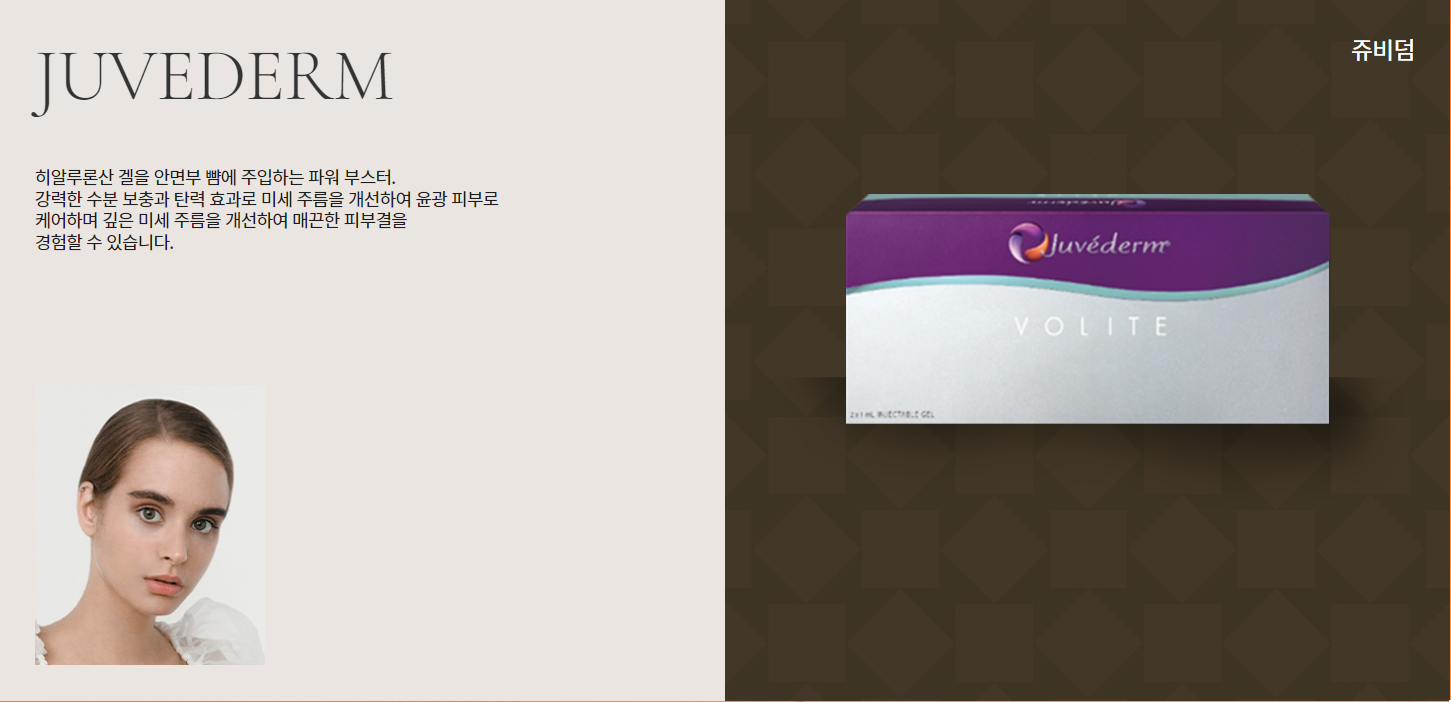 JUVEDERM
쥬비덤
히알루론산 겔을 안면부 뺨에 주입하는 파워 부스터.
강력한 수분 보충과 탄력 효과로 미세 주름을 개선하여 윤광 피부로
케어하며 깊은 미세 주름을 개선하여 매끈한 피부결을
경험할 수 있습니다.
Juvéderm
Juvéderm®
VOLITE
2 x 1 mL INJECTABLE GEL